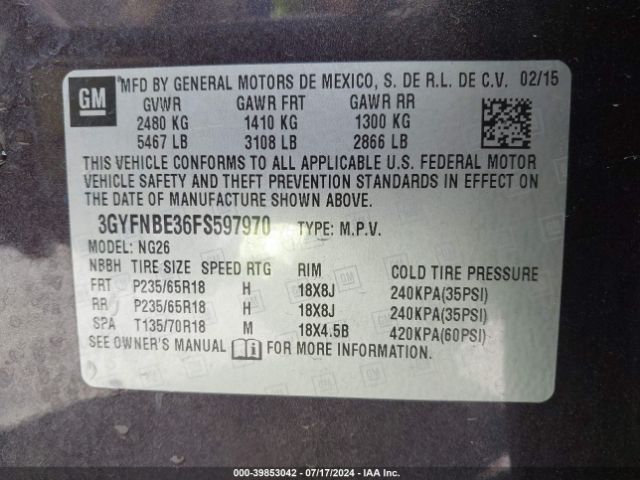 GM
MFD BY GENERAL MOTORS DE MEXICO, S. DE R.L. DE C.V. 02/15
GVWR GAWR FRT GAWR RR
2480 KG 1410 KG 1300 KG
5467 LB 3108 LB 2866 LB
THIS VEHICLE CONFORMS TO ALL APPLICABLE U.S. FEDERAL MOTOR
VEHICLE SAFETY AND THEFT PREVENTION STANDARDS IN EFFECT ON
THE DATE OF MANUFACTURE SHOWN ABOVE.
3GYFNBE36FS597970 TYPE: M.P.V.
MODEL: NG26
NBBH TIRE SIZE SPEED RTG RIM COLD TIRE PRESSURE
FRT P235/65R18 H 18X8J 240KPA(35PSI)
RR P235/65R18 H 18X8J 240KPA(35PSI)
SPA T135/70R18 M 18X4.5B 420KPA(60PSI)
SEE OWNER'S MANUAL FOR MORE INFORMATION.
000-39853042 - 07/17/2024 - IAA Inc.